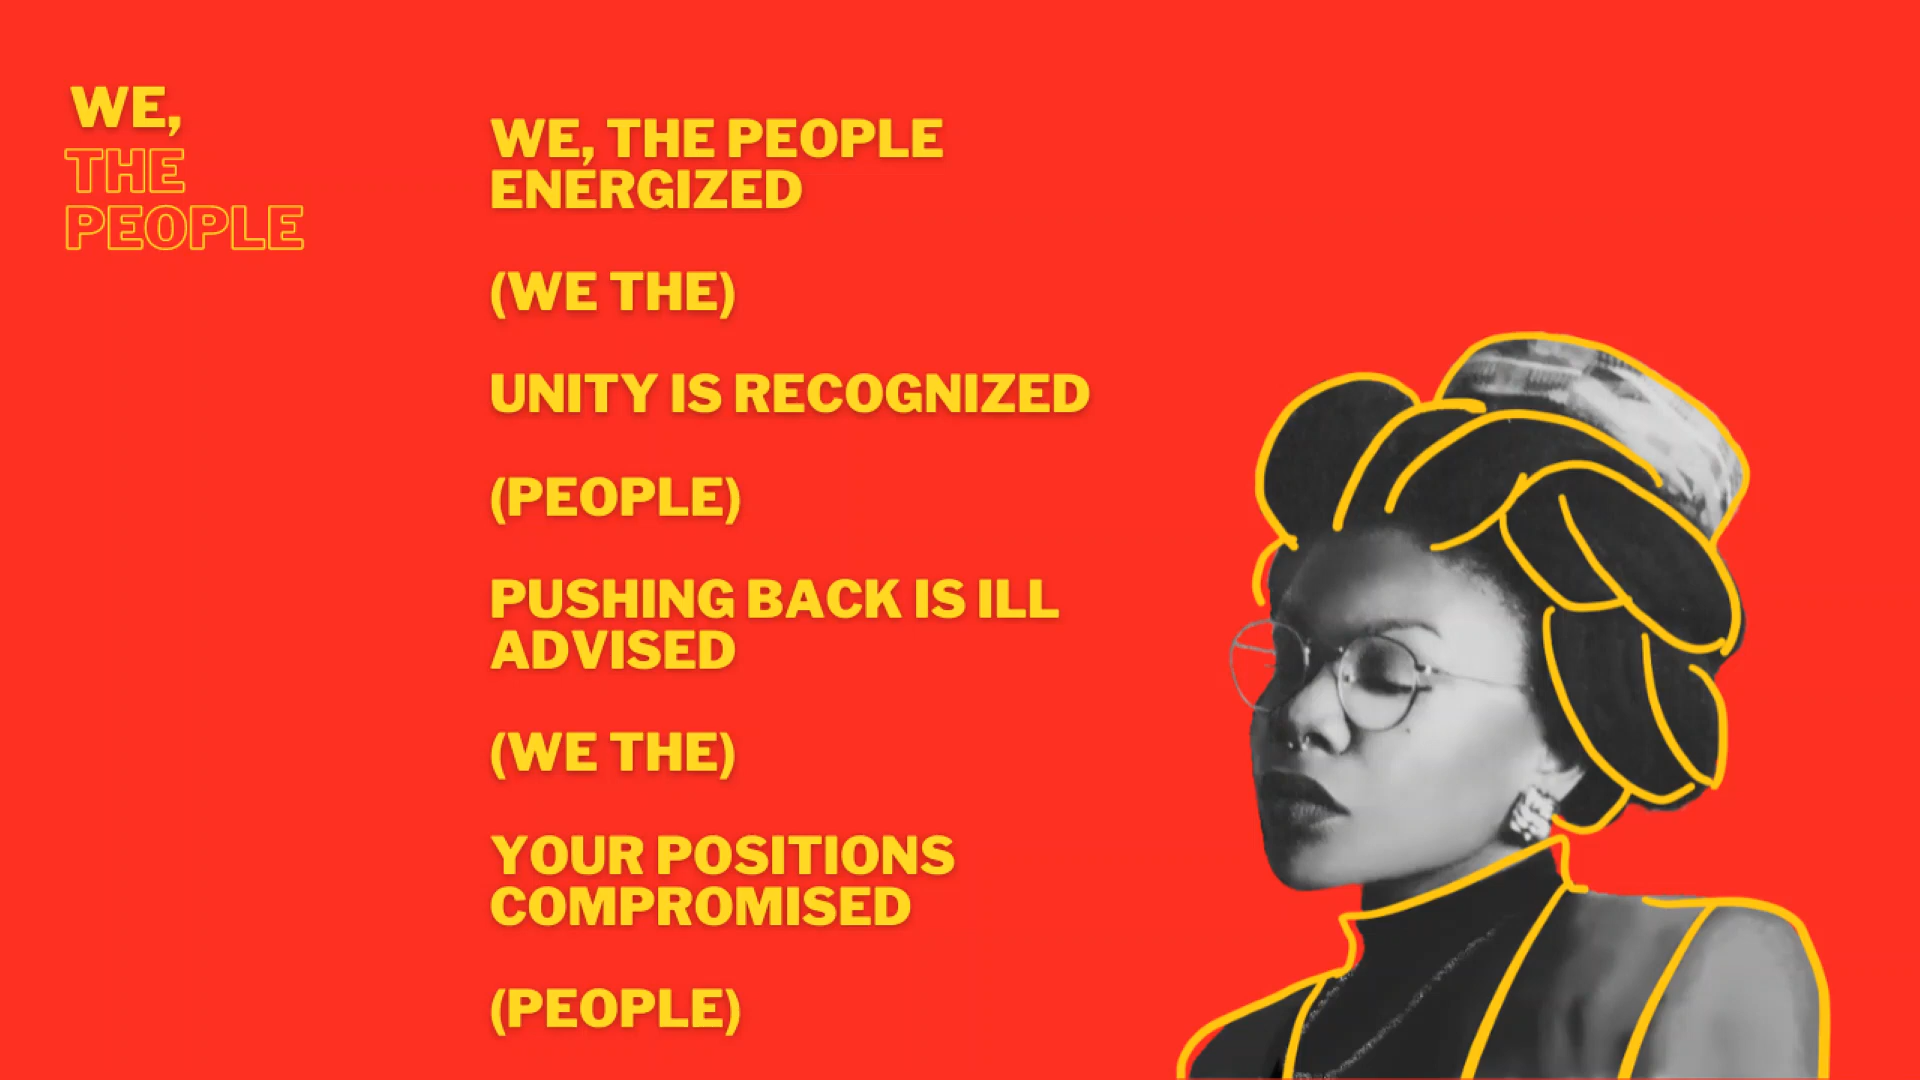 WE,
THE
PEOPLE
WE, THE PEOPLE
ENERGIZED
(WE THE)
UNITY IS RECOGNIZED
(PEOPLE)
PUSHING BACK IS ILL
ADVISED
(WE THE)
YOUR POSITIONS
COMPROMISED
(PEOPLE)